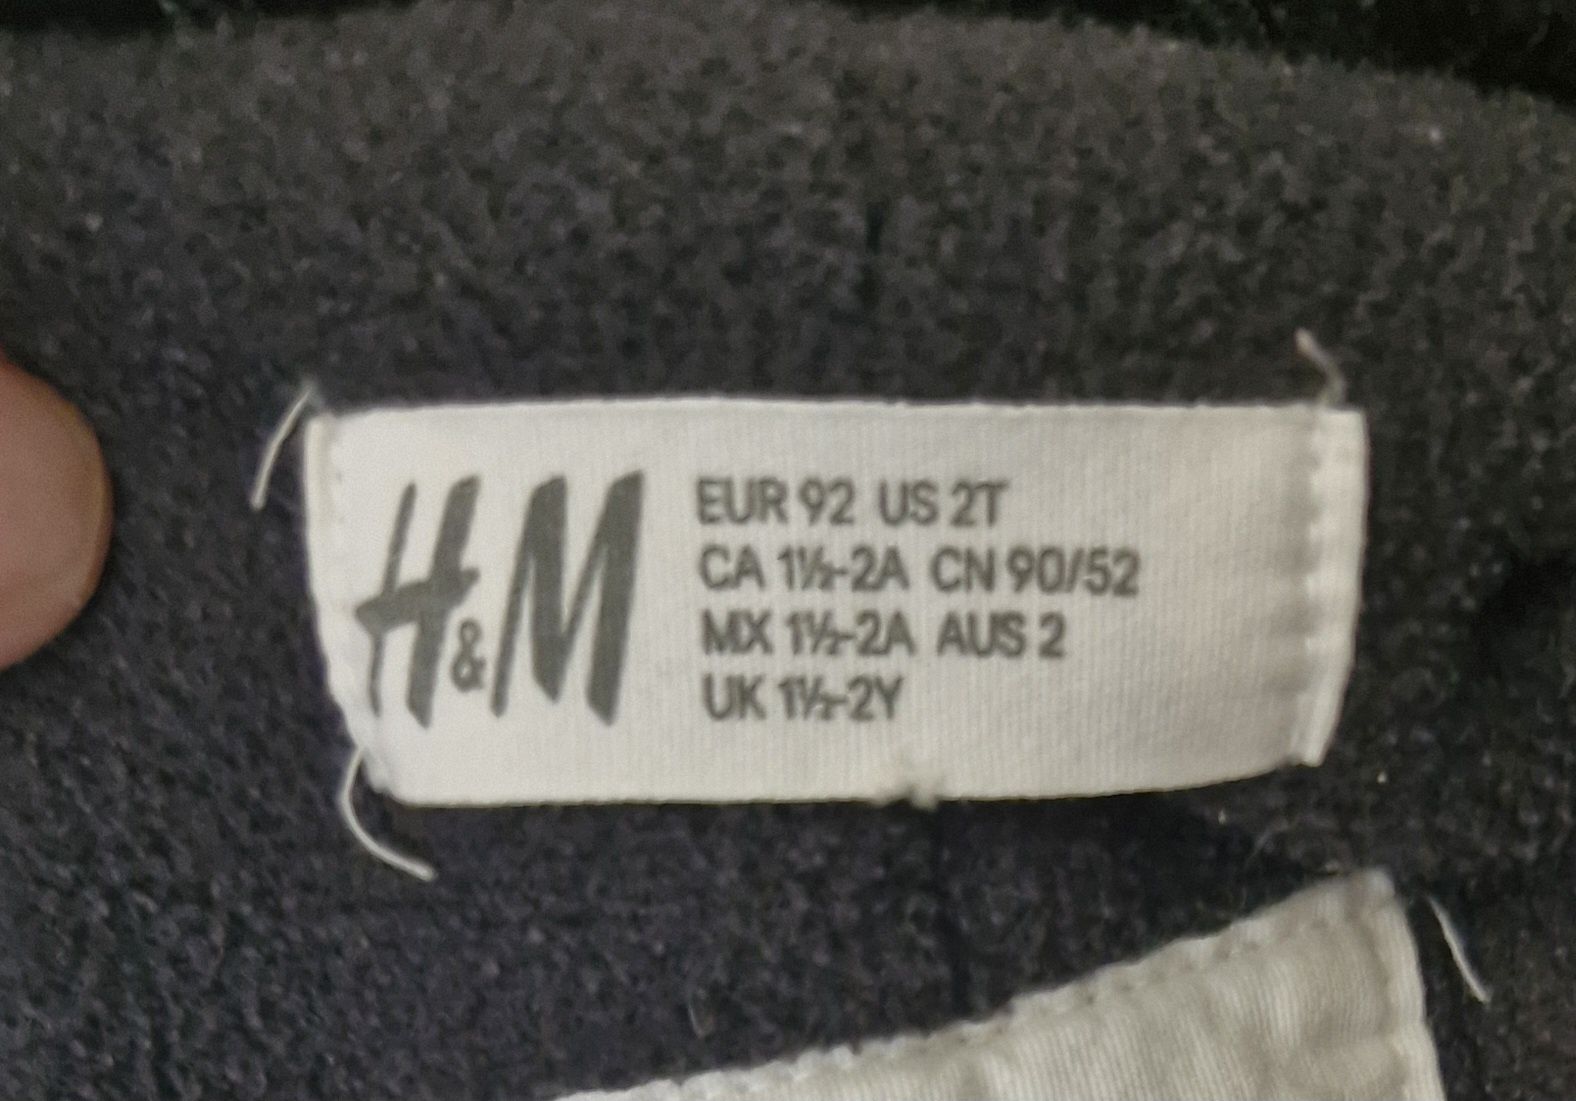 H&M
EUR 92 US 2T
CA 1½-2A CN 90/52
MX 1½-2A AUS 2
UK 1½-2Y